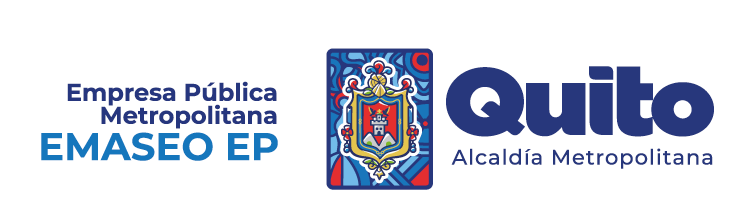 Empresa Pública
Metropolitana
EMASEO EP
Quito
Alcaldía Metropolitana